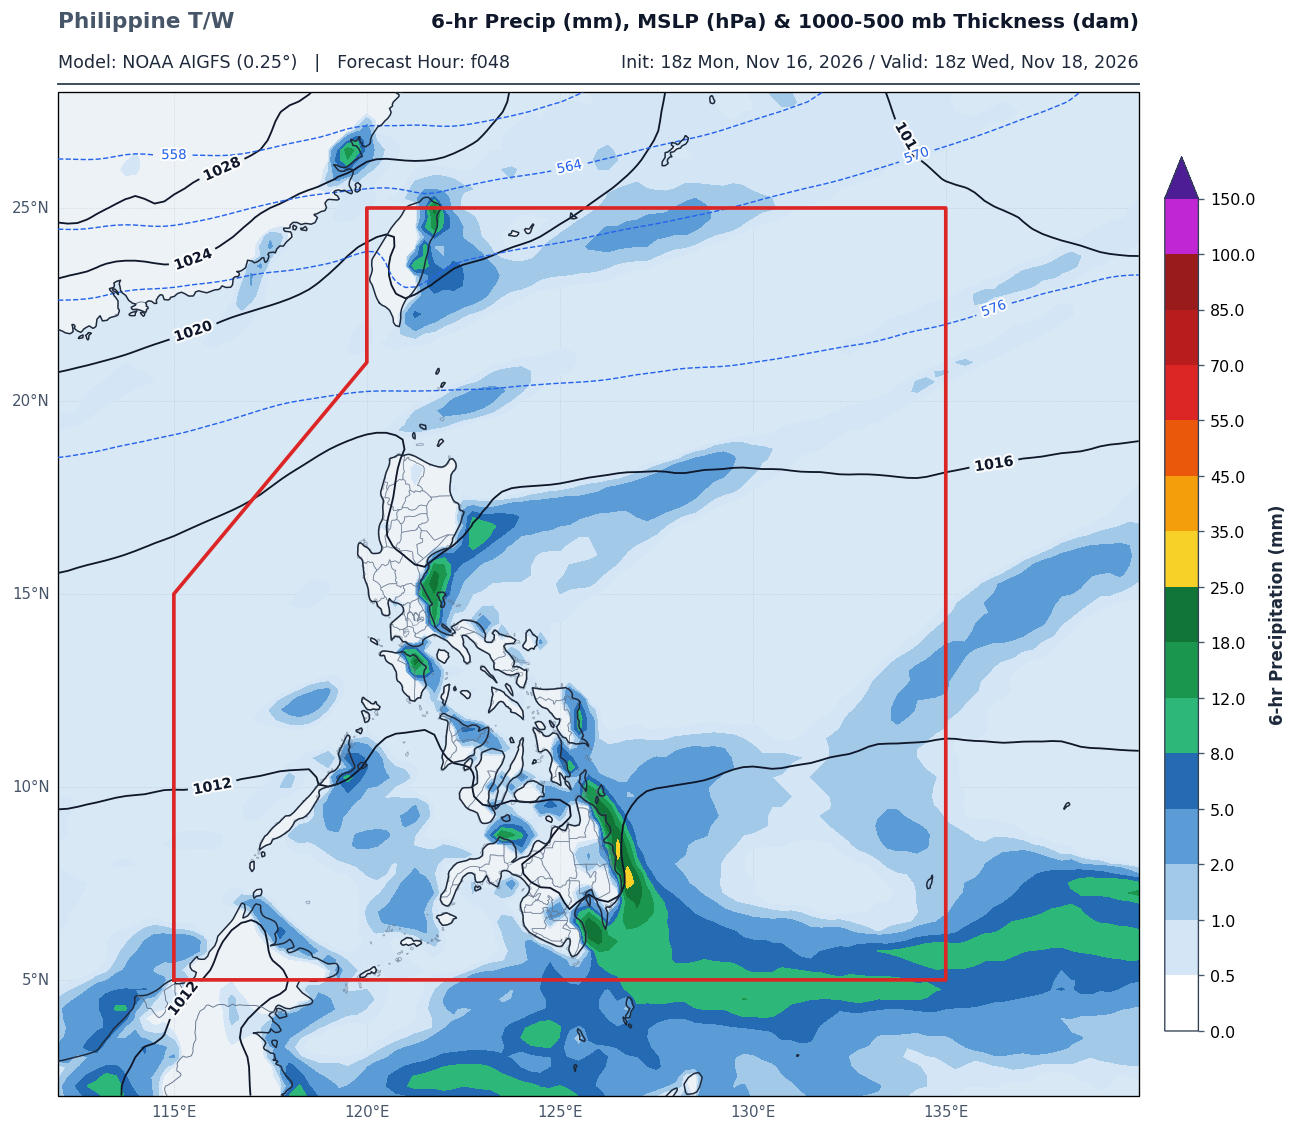 Philippine T/W
6-hr Precip (mm), MSLP (hPa) & 1000-500 mb Thickness (dam)
Model: NOAA AIGFS (0.25°) | Forecast Hour: f048
Init: 18z Mon, Nov 16, 2026 / Valid: 18z Wed, Nov 18, 2026
558
1028
564
101
570
1024
1020
576
1016
1012
1012
25°N
20°N
15°N
10°N
5°N
115°E
120°E
125°E
130°E
135°E
150.0
100.0
85.0
70.0
55.0
45.0
35.0
25.0
18.0
12.0
8.0
5.0
2.0
1.0
0.5
0.0
6-hr Precipitation (mm)